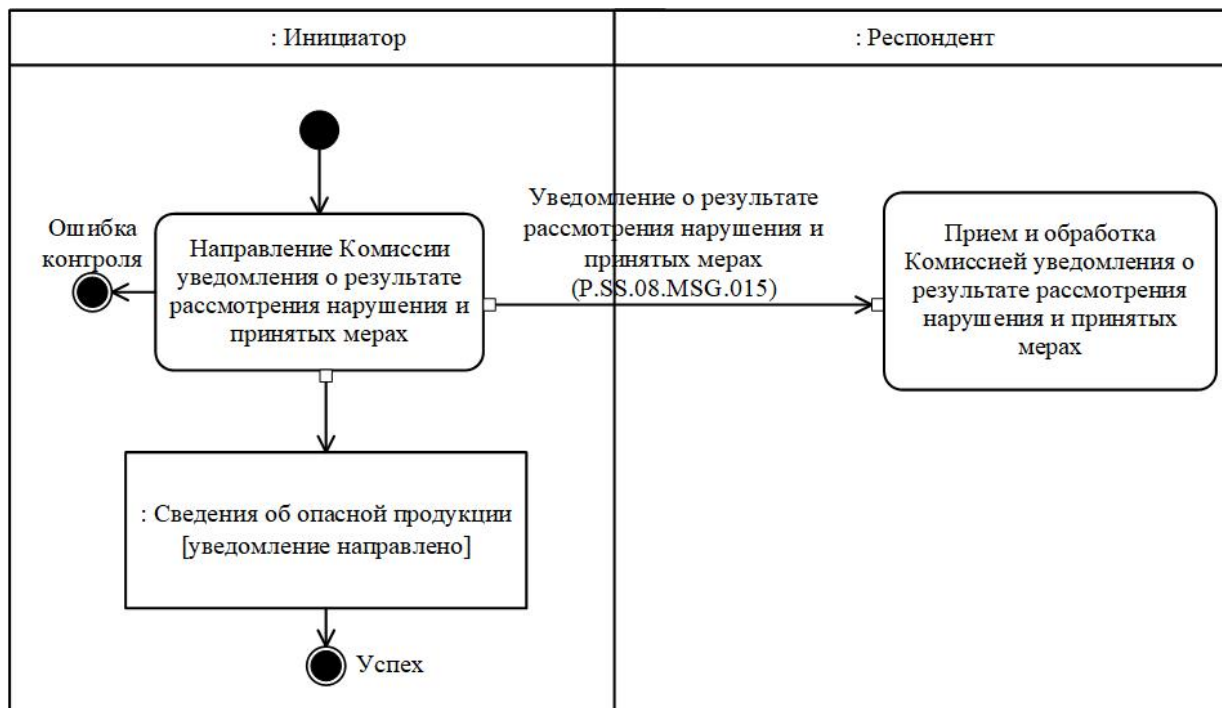 : Инициатор
: Респондент
Ошибка
контроля
Направление Комиссии
уведомления о результате
рассмотрения нарушения и
принятых мерах
Уведомление о результате
рассмотрения нарушения и
принятых мерах
(P.SS.08.MSG.015)
Прием и обработка
Комиссией уведомления о
результате рассмотрения
нарушения и принятых
мерах
: Сведения об опасной продукции
[уведомление направлено]
Успех